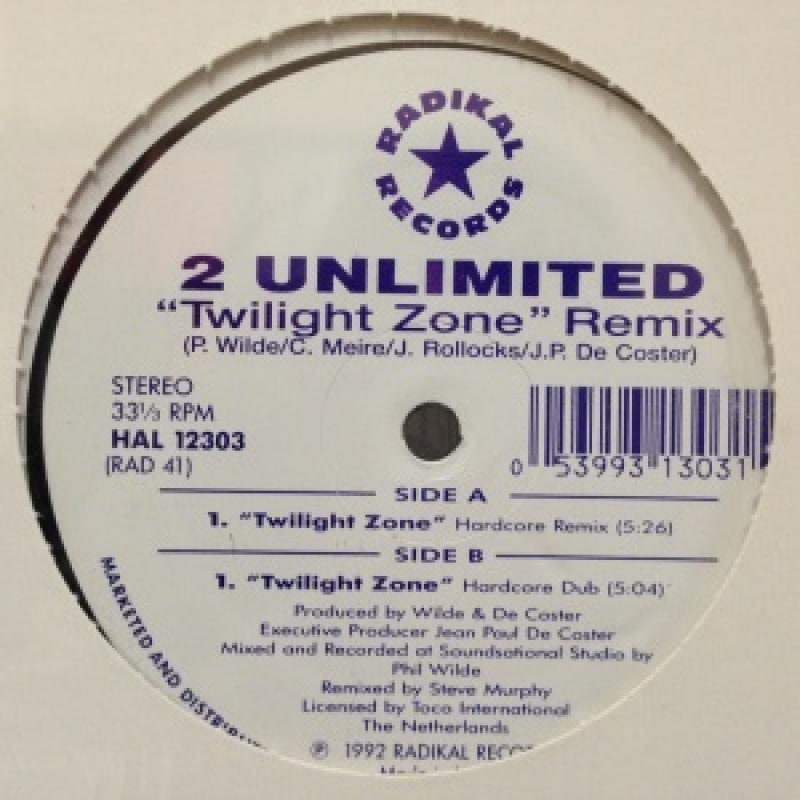 RADIKAL
RECORDS
2 UNLIMITED
“Twilight Zone” Remix
(P. Wilde/C. Meire/J. Rollocks/J.P. De Coster)
STEREO
33⅓ RPM
HAL 12303
(RAD 41)
0 53993 13031
SIDE A
1. “Twilight Zone” Hardcore Remix (5:26)
SIDE B
1. “Twilight Zone” Hardcore Dub (5:04)
Produced by Wilde & De Coster
Executive Producer Jean Paul De Coster
Mixed and Recorded at Soundsational Studio by
Phil Wilde
Remixed by Steve Murphy
Licensed by Toco International
The Netherlands
℗ 1992 RADIKAL
MARKETED AND